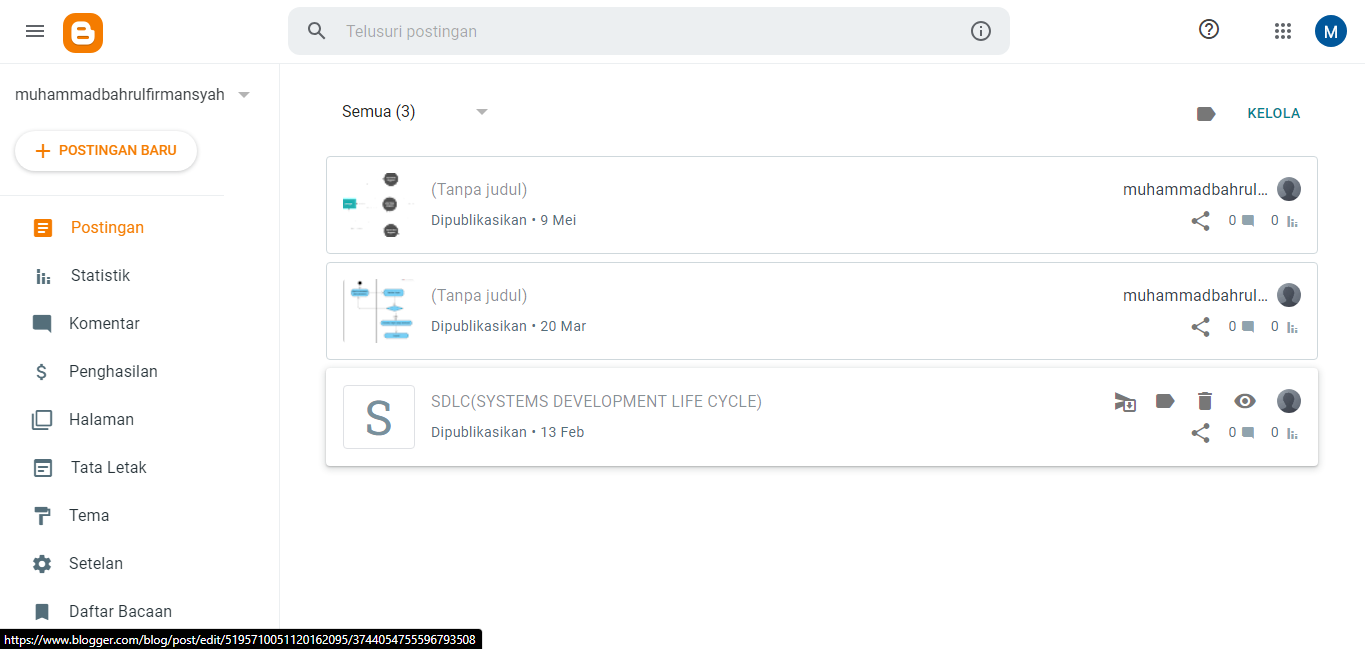 Telusuri postingan
M
muhammadbahrulfirmansyah
POSTINGAN BARU
Postingan
Statistik
Komentar
Penghasilan
Halaman
Tata Letak
Tema
Setelan
Daftar Bacaan
Semua (3)
KELOLA
(Tanpa judul)
muhammadbahrul...
Dipublikasikan • 9 Mei
0 0
(Tanpa judul)
muhammadbahrul...
Dipublikasikan • 20 Mar
0 0
S
SDLC(SYSTEMS DEVELOPMENT LIFE CYCLE)
Dipublikasikan • 13 Feb
0 0
https://www.blogger.com/blog/post/edit/5195710051120162095/3744054755596793508